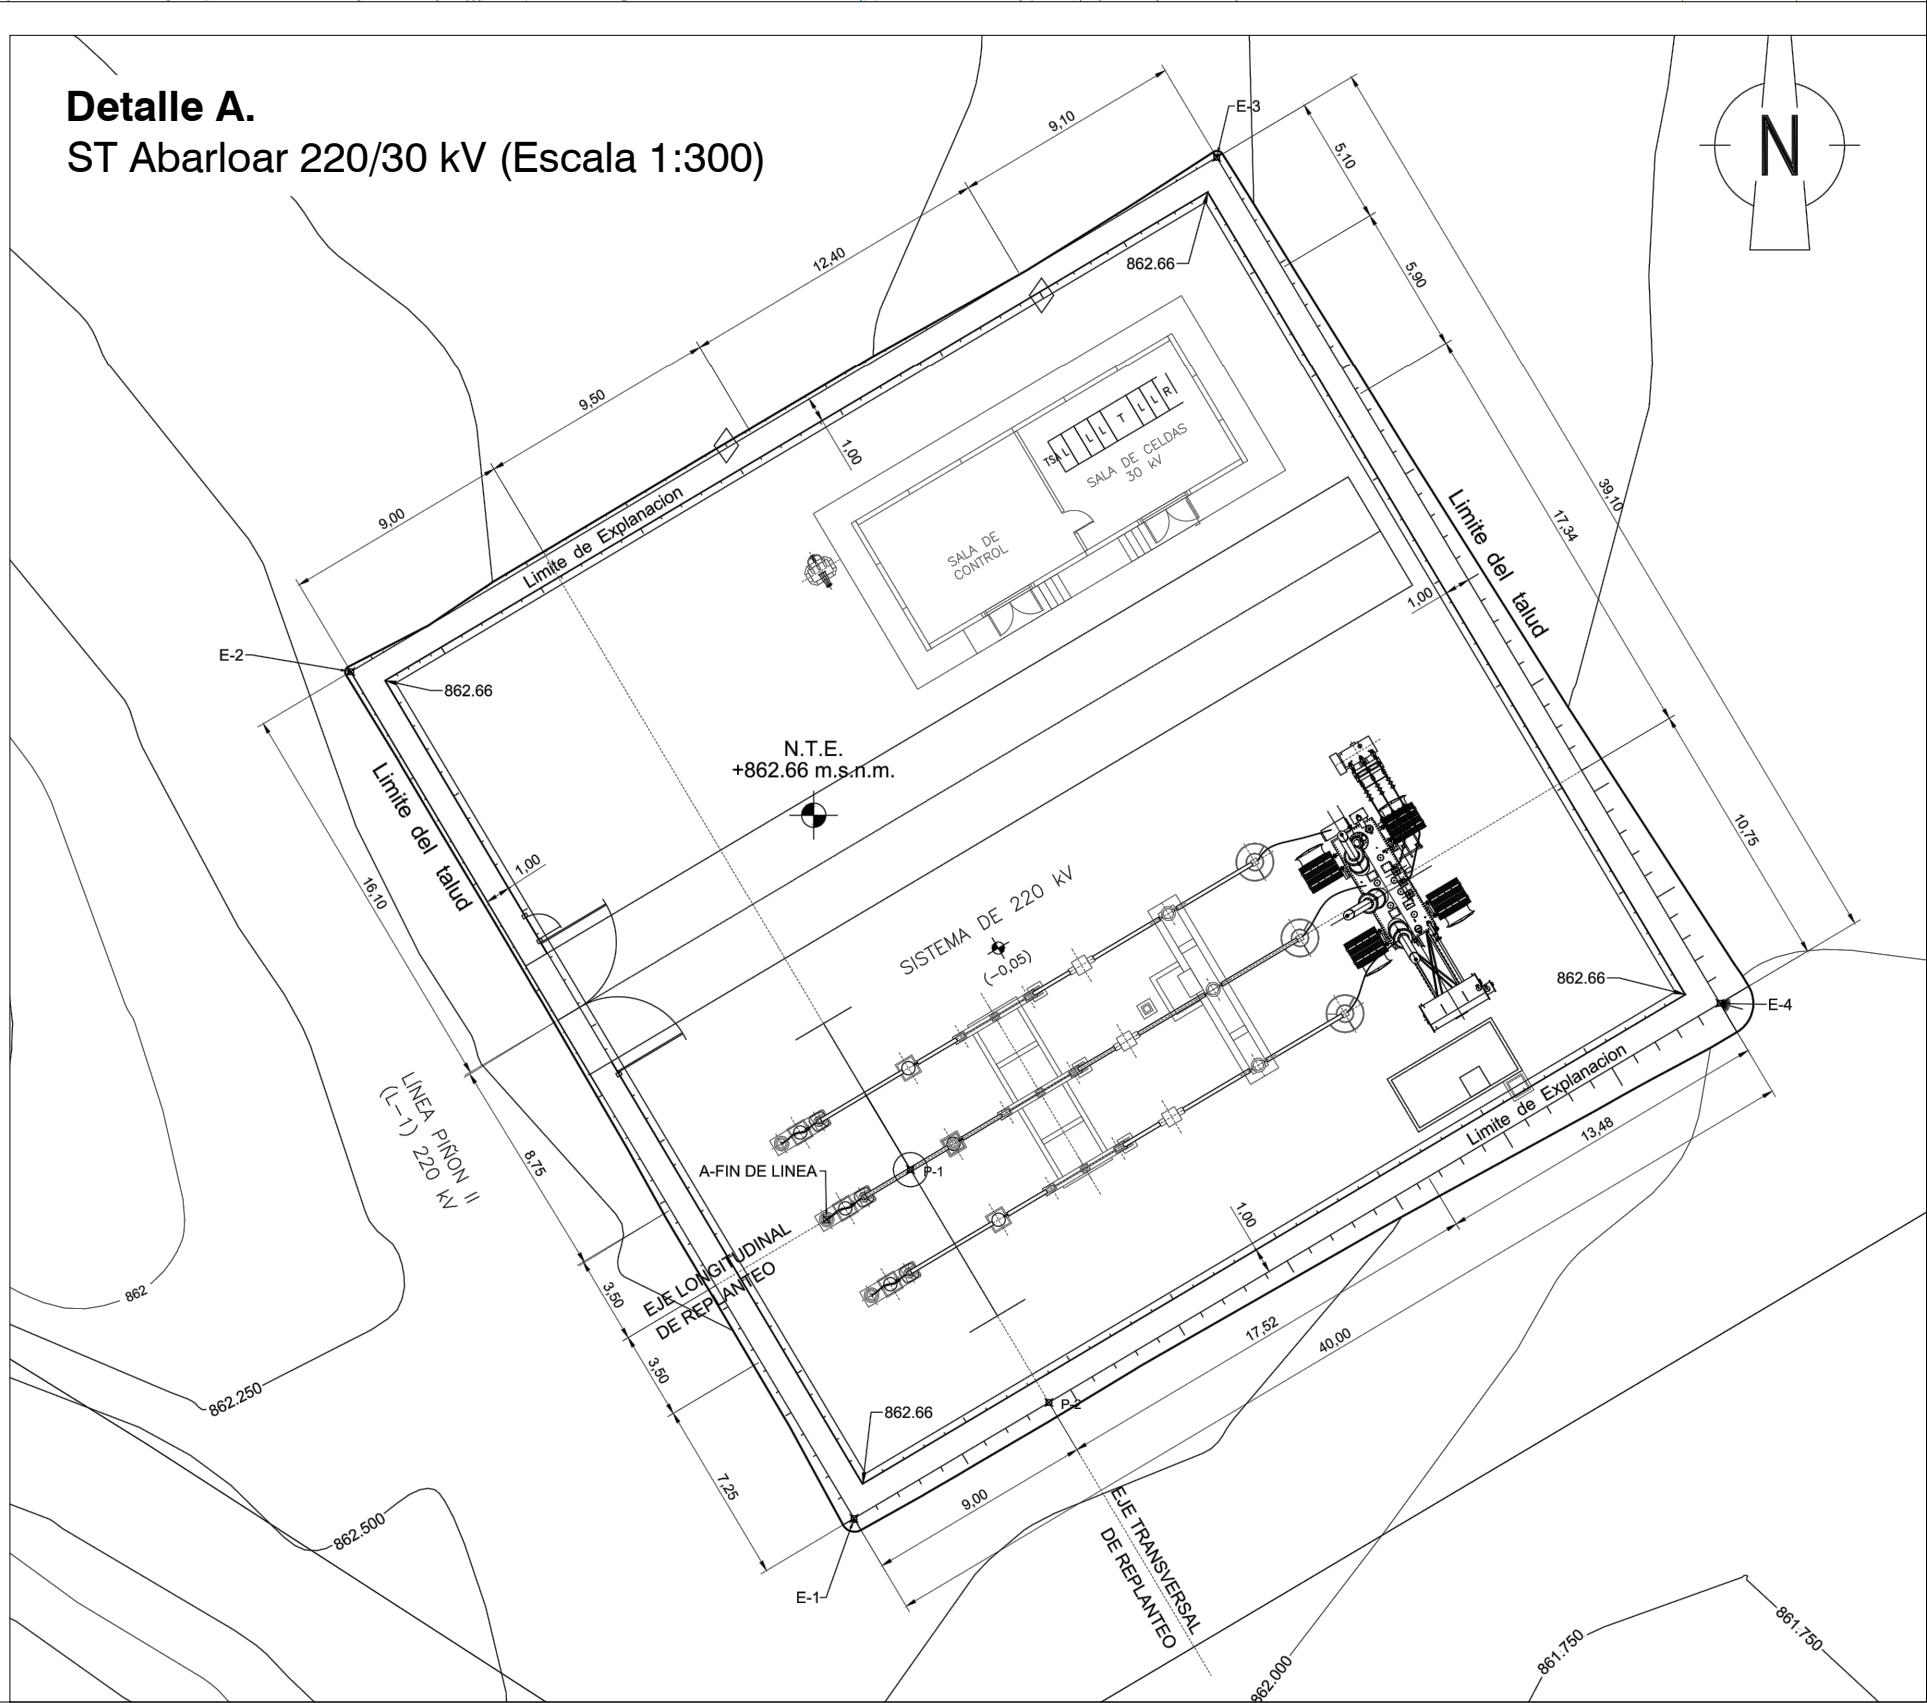 Detalle A.
ST Abarloar 220/30 kV (Escala 1:300)
N
E-3
9,10
5,10
12,40
5,90
862.66
9,50
1,00
TSA L L L T L L R
SALA DE CELDAS
30 kV
9,00
Limite de Explanacion
SALA DE
CONTROL
39,10
17,34
Limite del talud
1,00
E-2
862.66
N.T.E.
+862.66 m.s.n.m.
Limite del talud
1,00
16,10
10,75
SISTEMA DE 220 kV
(-0,05)
862.66
E-4
LÍNEA PIÑON II
(L-1) 220 kV
8,75
A-FIN DE LINEA
P-1
Limite de Explanacion
13,48
1,00
EJE LONGITUDINAL
DE REPLANTEO
3,50
3,50
17,52
40,00
862
862.250
862.66
P-2
7,25
9,00
862.500
E-1
EJE TRANSVERSAL
DE REPLANTEO
862.000
861.750
861.750